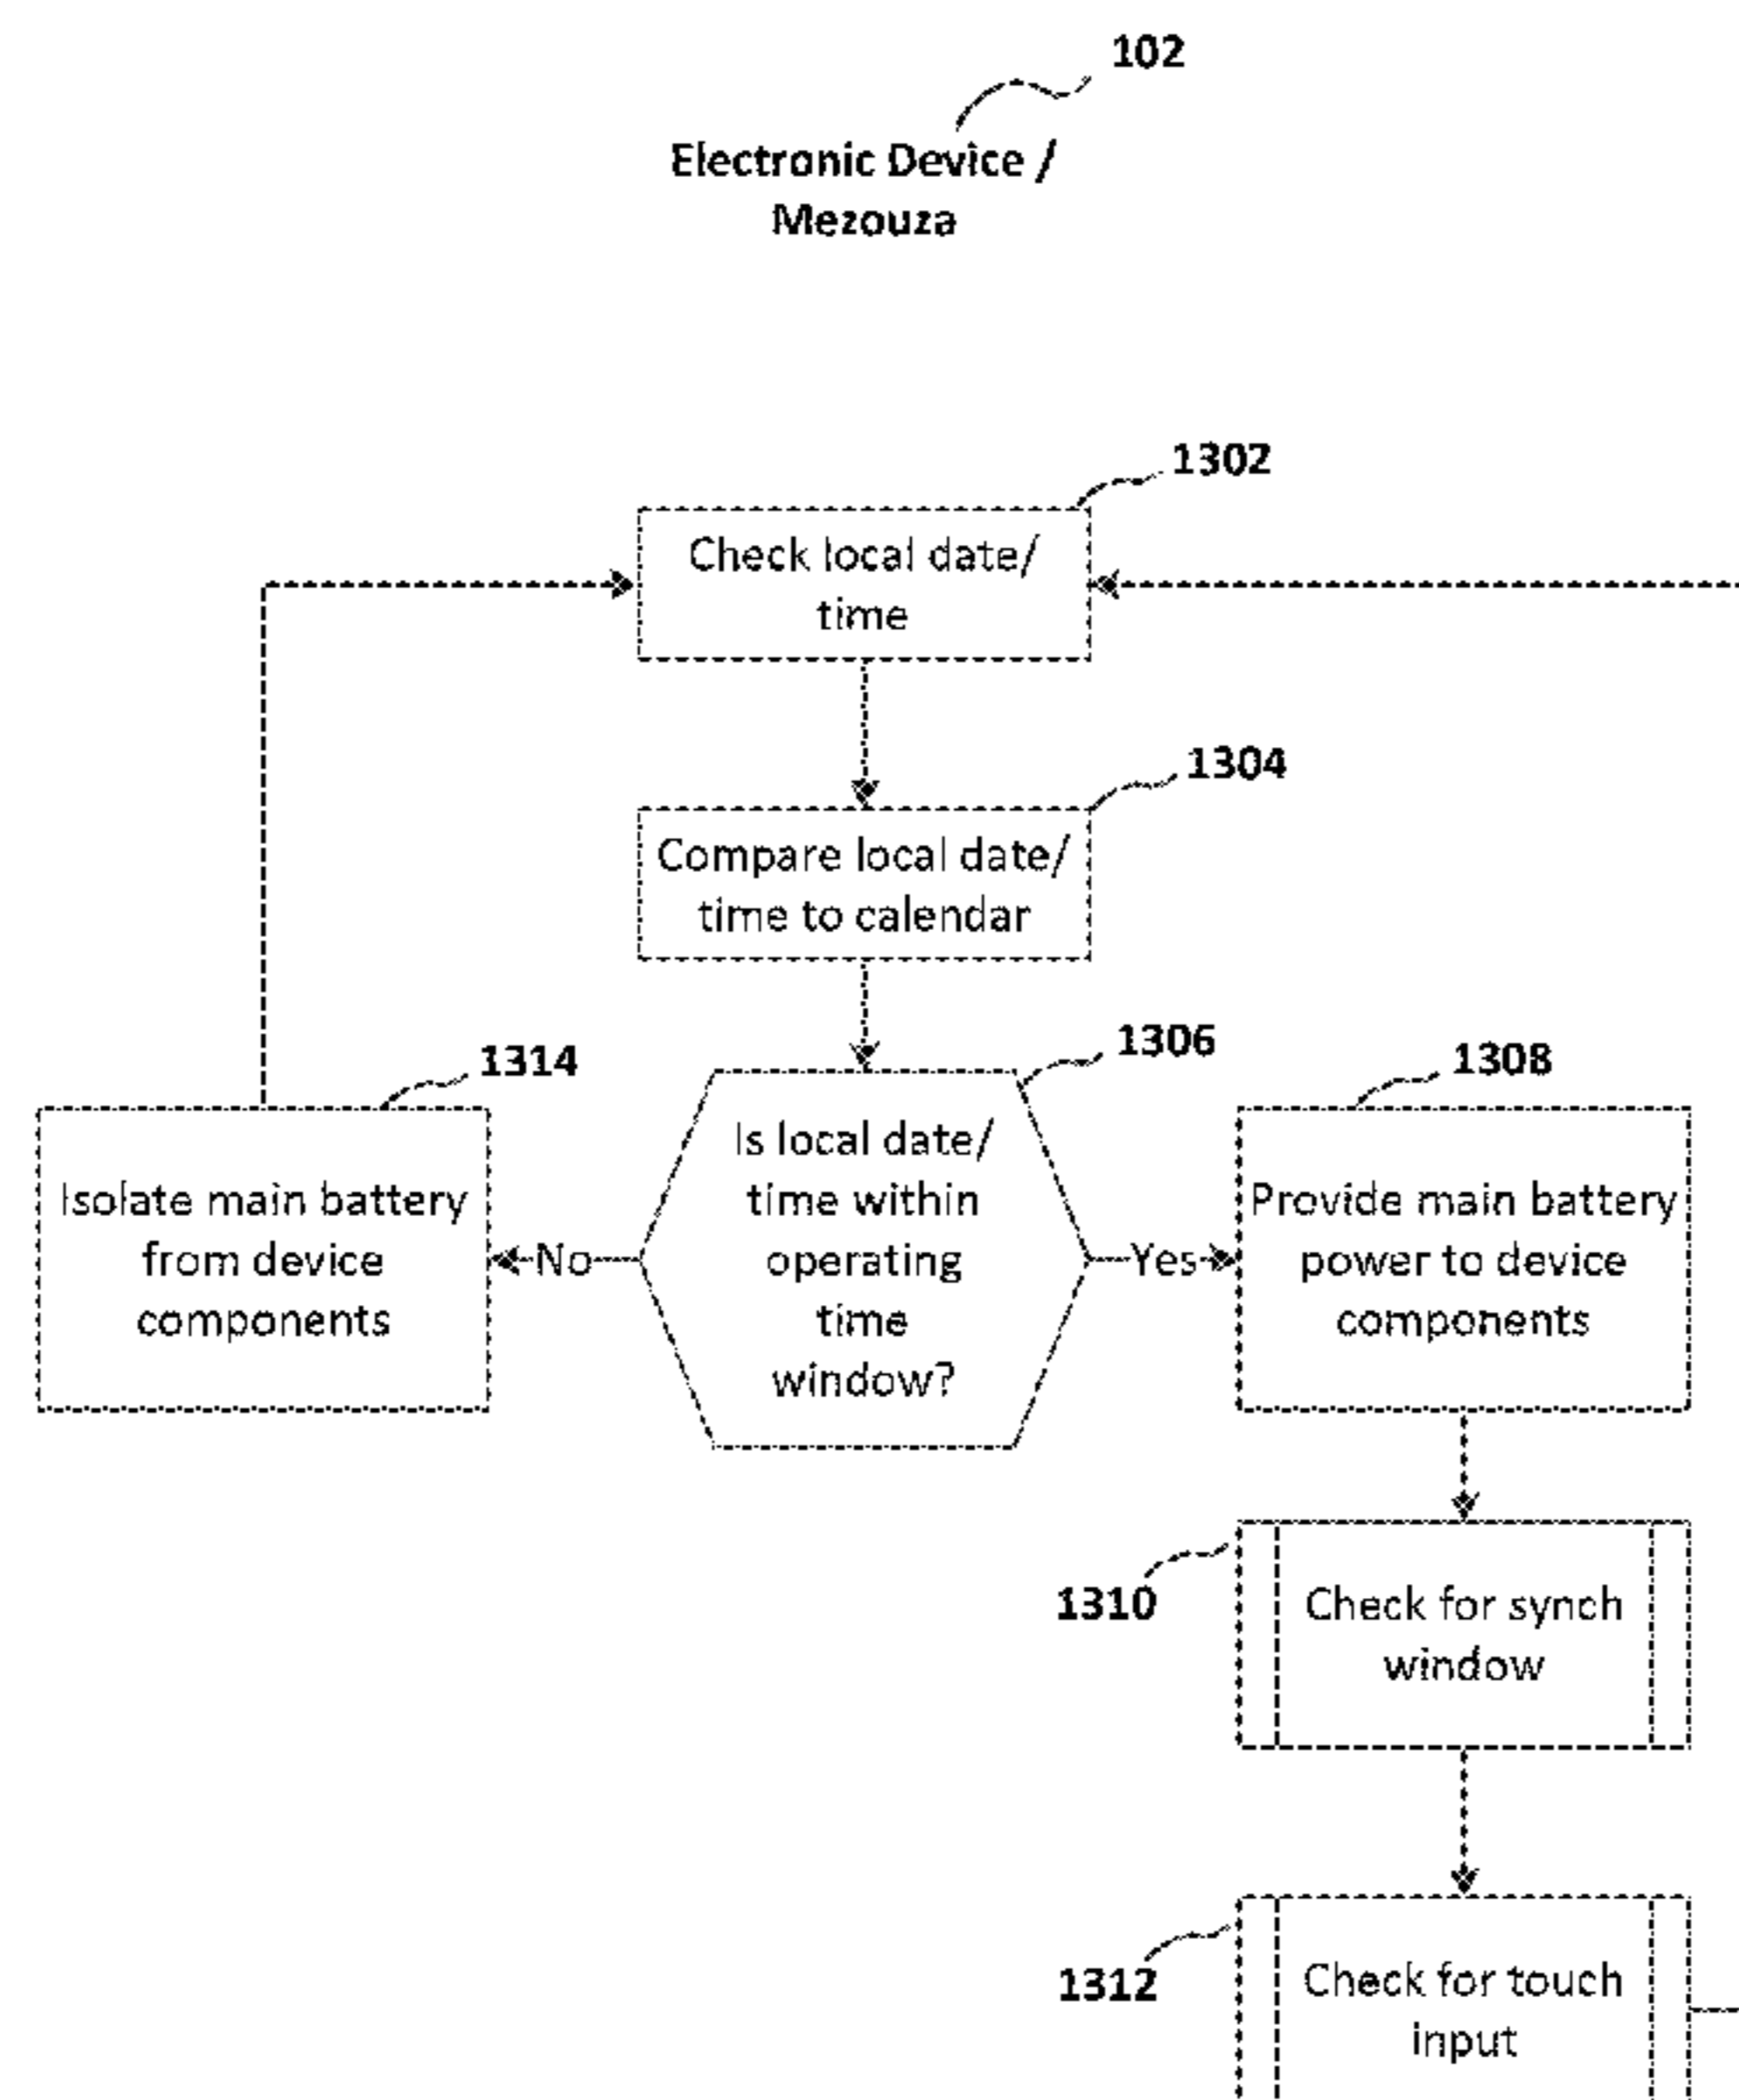 102
Electronic Device /
Mezouza
1302
Check local date/
time
1304
Compare local date/
time to calendar
1306
Is local date/
time within
operating
time
window?
1314
Isolate main battery
from device
components
No
Yes
1308
Provide main battery
power to device
components
1310
Check for synch
window
1312
Check for touch
input